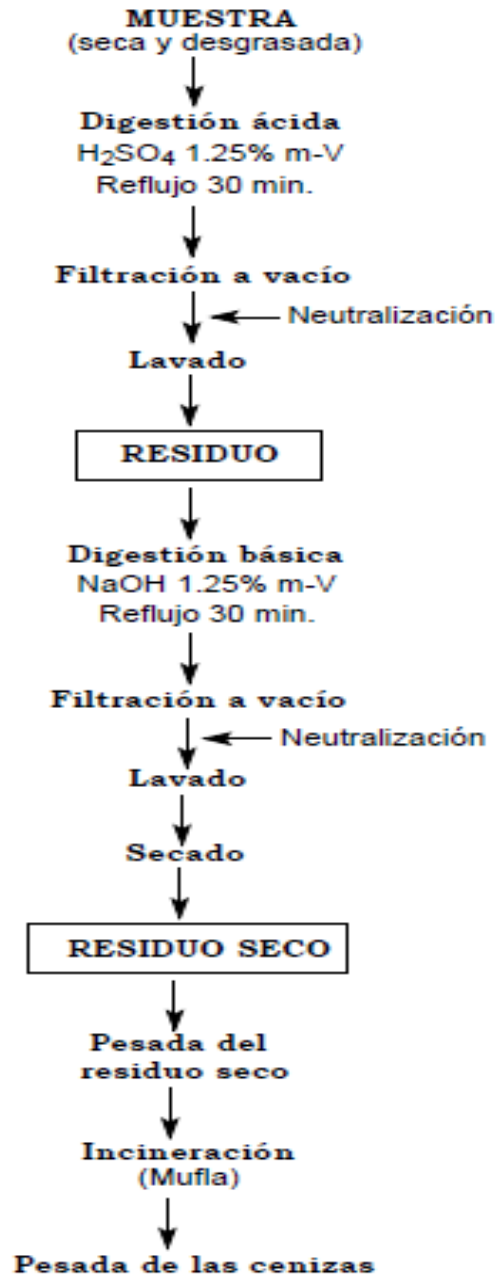 MUESTRA
(seca y desgrasada)
Digestión ácida
H₂SO₄ 1.25% m-V
Reflujo 30 min.
Filtración a vacío
Neutralización
Lavado
RESIDUO
Digestión básica
NaOH 1.25% m-V
Reflujo 30 min.
Filtración a vacío
Neutralización
Lavado
Secado
RESIDUO SECO
Pesada del
residuo seco
Incineración
(Mufla)
Pesada de las cenizas